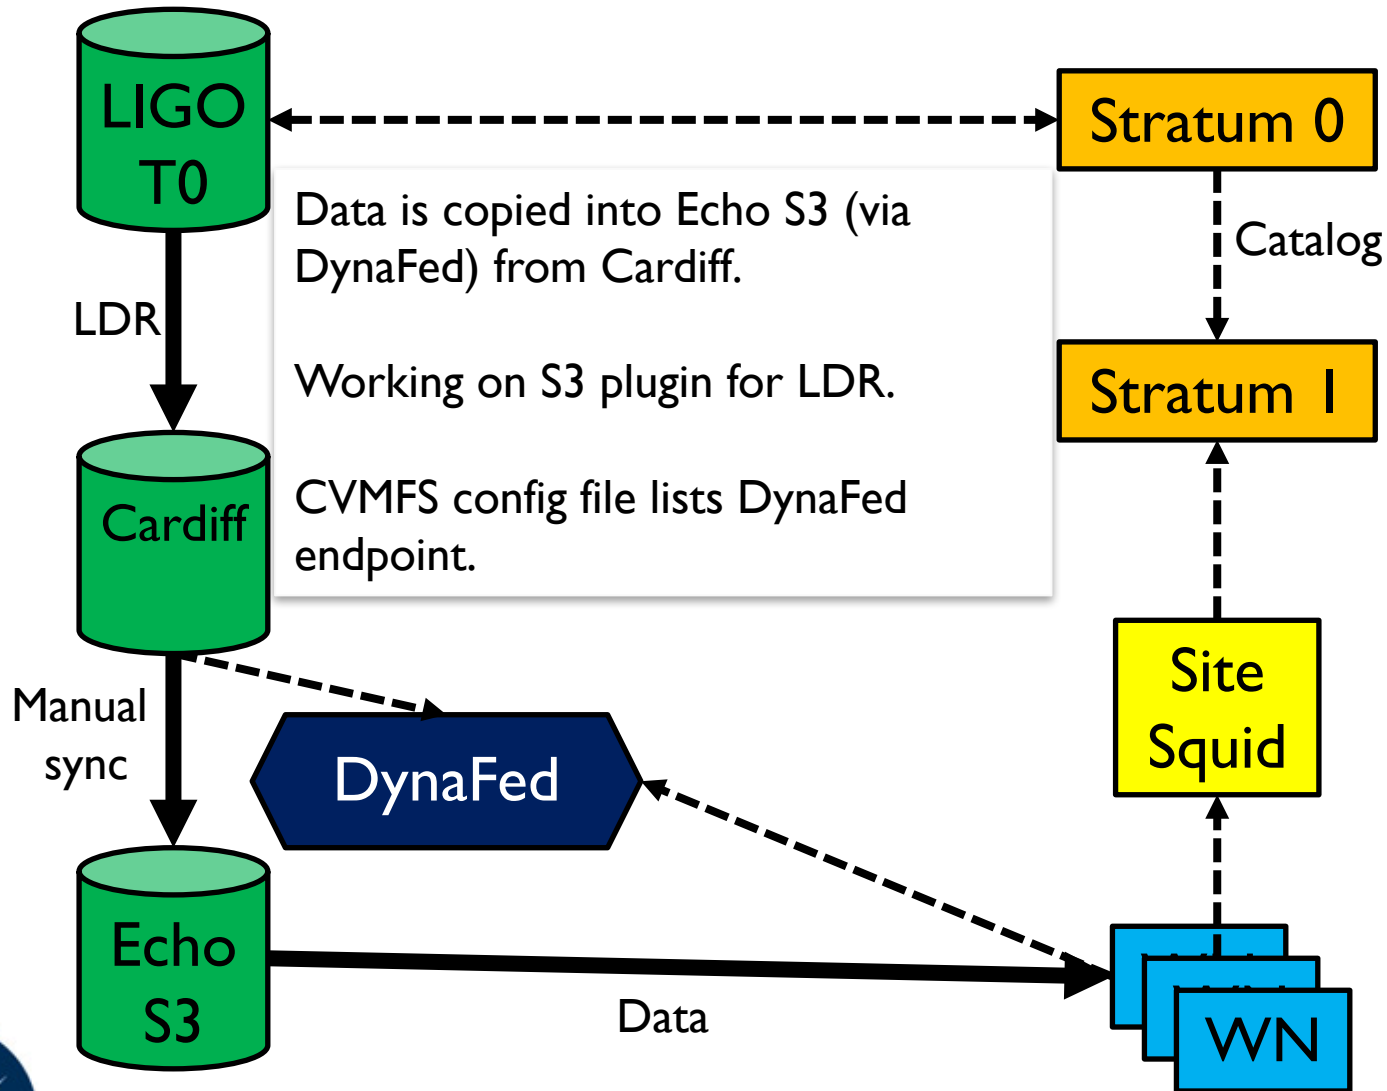 LIGO
T0
Stratum 0
Data is copied into Echo S3 (via
DynaFed) from Cardiff.
Working on S3 plugin for LDR.
CVMFS config file lists DynaFed
endpoint.
Catalog
LDR
Stratum 1
Cardiff
Site
Squid
Manual
sync
DynaFed
Echo
S3
Data
WN